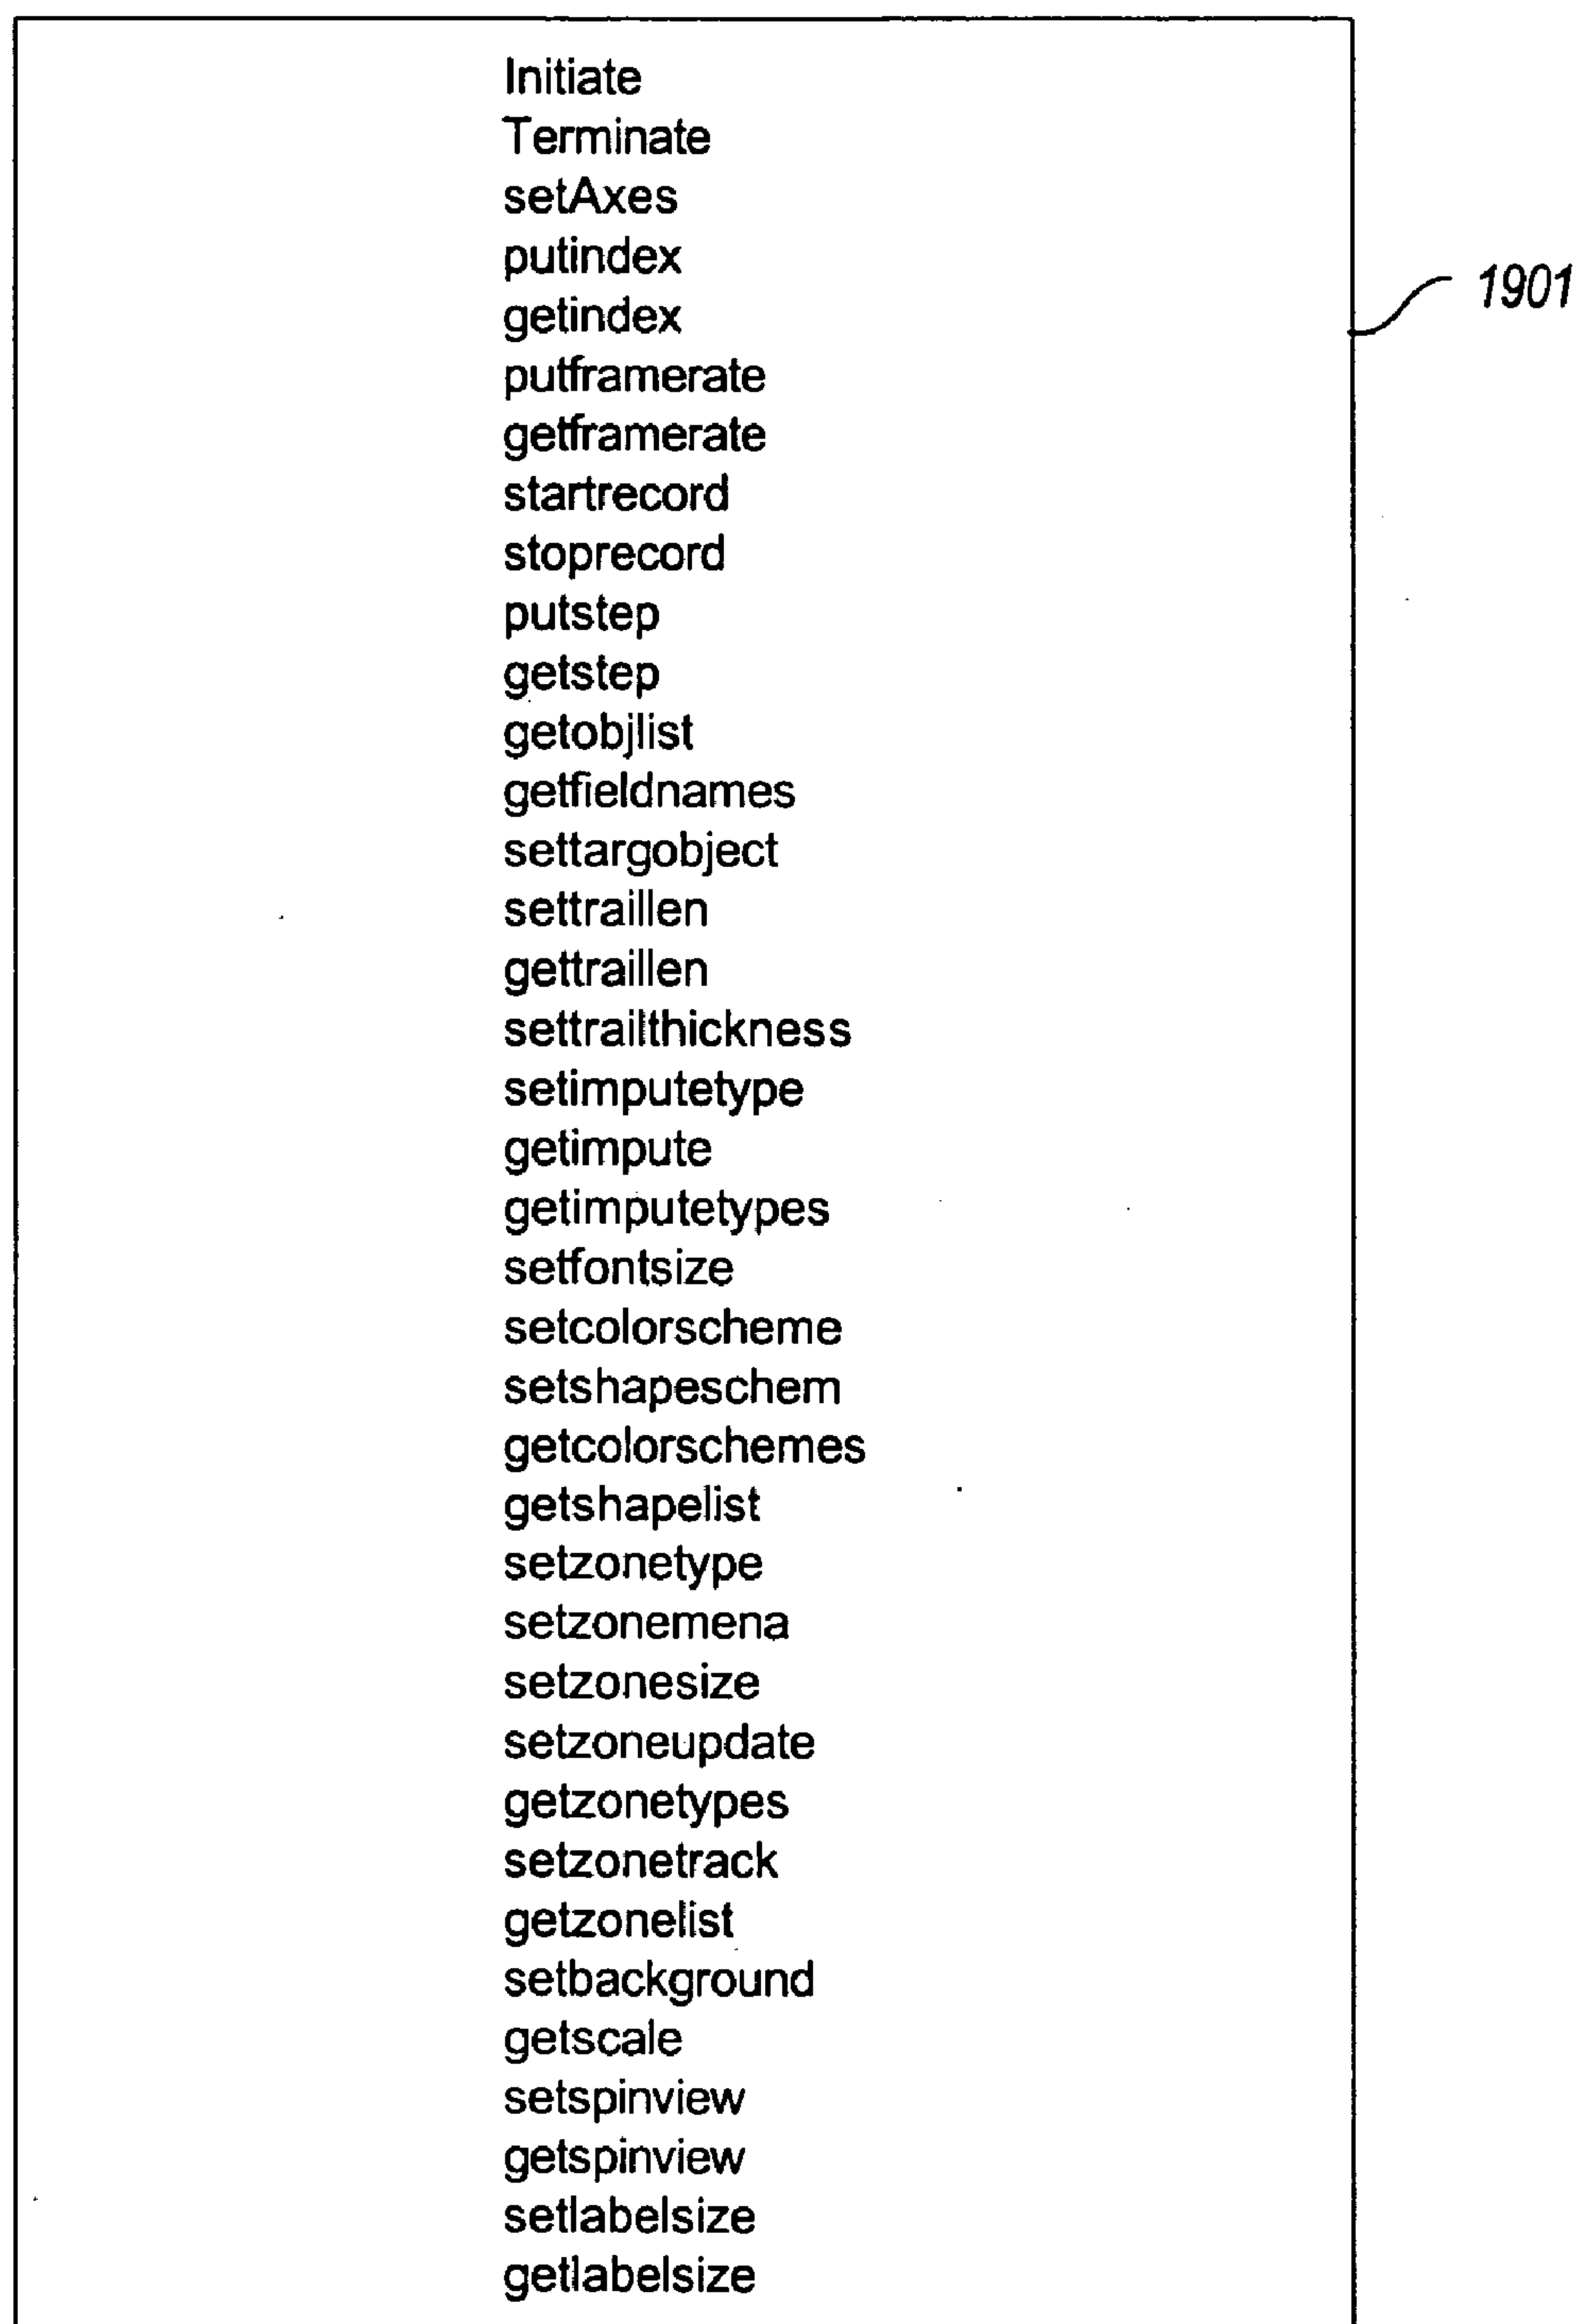 Initiate
Terminate
setAxes
putindex
getindex
putframerate
getframerate
startrecord
stoprecord
putstep
getstep
getobjlist
getfieldnames
settargobject
settraillen
gettraillen
settrailthickness
setimputetype
getimpute
getimputetypes
setfontsize
setcolorscheme
setshapeschem
getcolorschemes
getshapelist
setzonetype
setzonemena
setzonesize
setzoneupdate
getzonetypes
setzonetrack
getzonelist
setbackground
getscale
setspinview
getspinview
setlabelsize
getlabelsize
1901